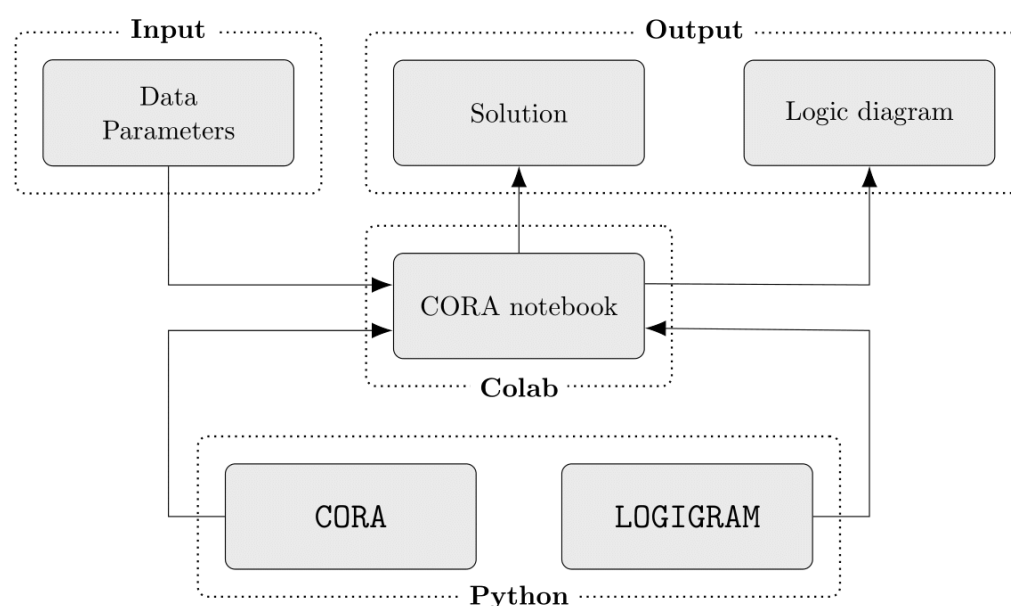 Input
Output
Data
Parameters
Solution
Logic diagram
CORA notebook
Colab
CORA
LOGIGRAM
Python